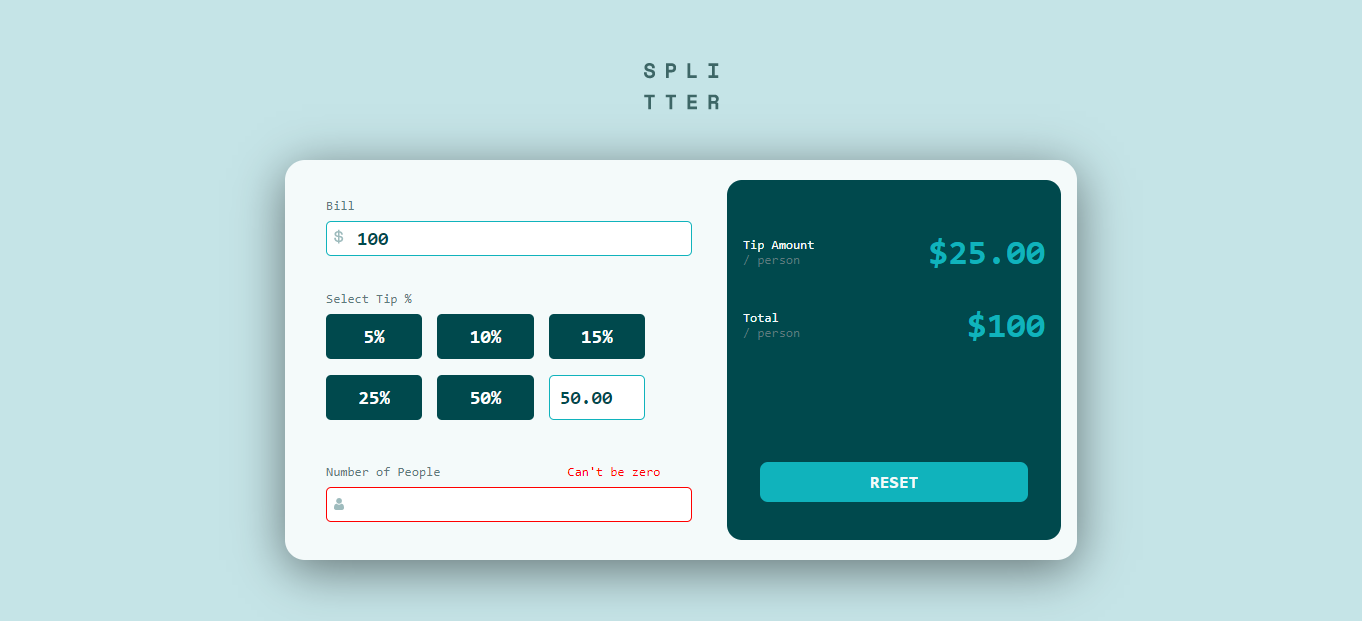 SPLI
TTER
Bill
$ 100
Select Tip %
5% 10% 15%
25% 50% 50.00
Number of People Can't be zero
Tip Amount
/ person
$25.00
Total
/ person
$100
RESET